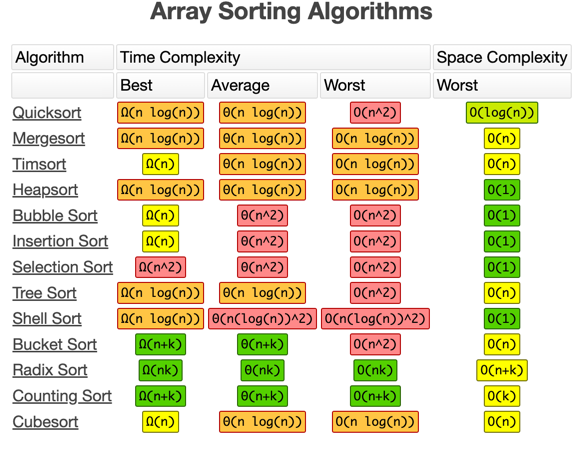 Array Sorting Algorithms
Algorithm Time Complexity Space Complexity
Best Average Worst Worst
Quicksort Ω(n log(n)) θ(n log(n)) O(n^2) O(log(n))
Mergesort Ω(n log(n)) θ(n log(n)) O(n log(n)) O(n)
Timsort Ω(n) θ(n log(n)) O(n log(n)) O(n)
Heapsort Ω(n log(n)) θ(n log(n)) O(n log(n)) O(1)
Bubble Sort Ω(n) θ(n^2) O(n^2) O(1)
Insertion Sort Ω(n) θ(n^2) O(n^2) O(1)
Selection Sort Ω(n^2) θ(n^2) O(n^2) O(1)
Tree Sort Ω(n log(n)) θ(n log(n)) O(n^2) O(n)
Shell Sort Ω(n log(n)) θ(n(log(n))^2) O(n(log(n))^2) O(1)
Bucket Sort Ω(n+k) θ(n+k) O(n^2) O(n)
Radix Sort Ω(nk) θ(nk) O(nk) O(n+k)
Counting Sort Ω(n+k) θ(n+k) O(n+k) O(k)
Cubesort Ω(n) θ(n log(n)) O(n log(n)) O(n)